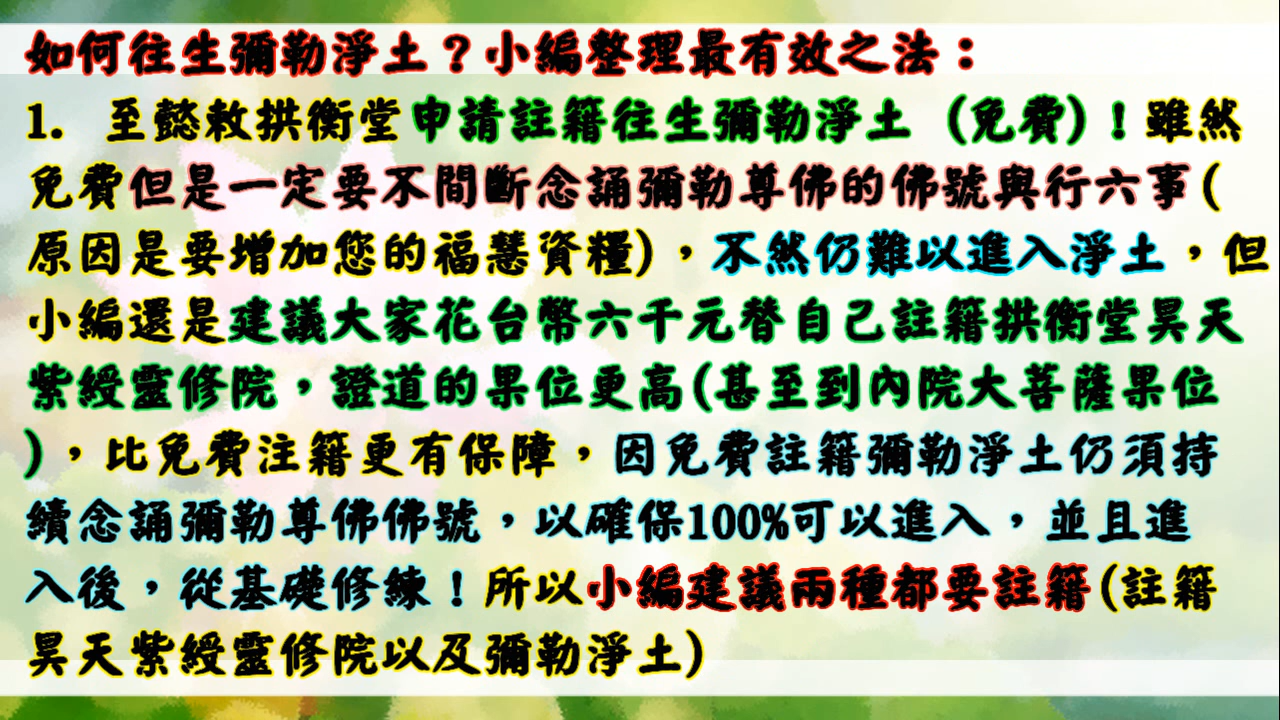 如何往生彌勒淨土？小編整理最有效之法：
1. 至懿敕拱衡堂申請註籍往生彌勒淨土 (免費)！雖然
免費但是一定要不間斷念誦彌勒尊佛的佛號與行六事(
原因是要增加您的福慧資糧)，不然仍難以進入淨土，但
小編還是建議大家花台幣六千元替自己註籍拱衡堂昊天
紫綬靈修院，證道的果位更高(甚至到內院大菩薩果位
)，比免費注籍更有保障，因免費註籍彌勒淨土仍須持
續念誦彌勒尊佛佛號，以確保100%可以進入，並且進
入後，從基礎修練！所以小編建議兩種都要註籍(註籍
昊天紫綬靈修院以及彌勒淨土)